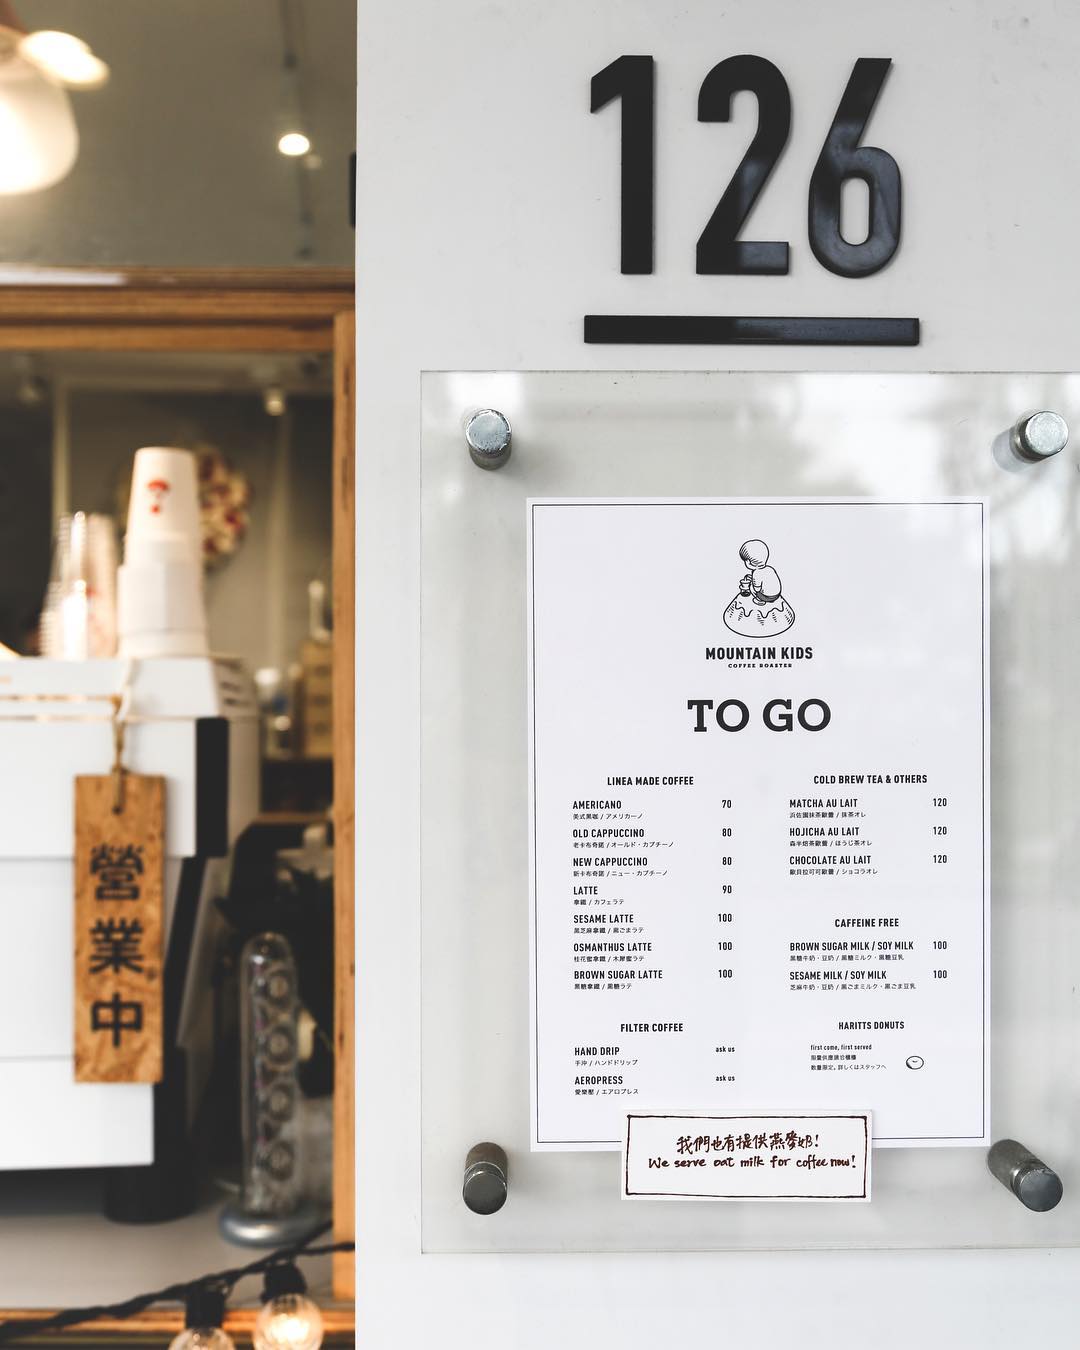 126
MOUNTAIN KIDS
COFFEE ROASTER
TO GO
LINEA MADE COFFEE
AMERICANO 70
美式黑咖 / アメリカーノ
OLD CAPPUCCINO 80
老卡布奇諾 / オールド・カプチーノ
NEW CAPPUCCINO 80
新卡布奇諾 / ニュー・カプチーノ
LATTE 90
拿鐵 / カフェラテ
SESAME LATTE 100
黑芝麻拿鐵 / 黒ごまラテ
OSMANTHUS LATTE 100
桂花蜜拿鐵 / 木犀蜜ラテ
BROWN SUGAR LATTE 100
黑糖拿鐵 / 黒糖ラテ
FILTER COFFEE
HAND DRIP ask us
手沖 / ハンドドリップ
AEROPRESS ask us
愛樂壓 / エアロプレス
COLD BREW TEA & OTHERS
MATCHA AU LAIT 120
浜佐園抹茶歐蕾 / 抹茶オレ
HOJICHA AU LAIT 120
森半焙茶歐蕾 / ほうじ茶オレ
CHOCOLATE AU LAIT 120
歐貝拉可可歐蕾 / ショコラオレ
CAFFEINE FREE
BROWN SUGAR MILK / SOY MILK 100
黑糖牛奶・豆奶 / 黒糖ミルク・黒糖豆乳
SESAME MILK / SOY MILK 100
芝麻牛奶・豆奶 / 黒ごまミルク・黒ごま豆乳
HARITTS DONUTS
first come, first served
限量供應請洽櫃檯
数量限定。詳しくはスタッフへ
我們也有提供燕麥奶!
We serve oat milk for coffee now!
營業中